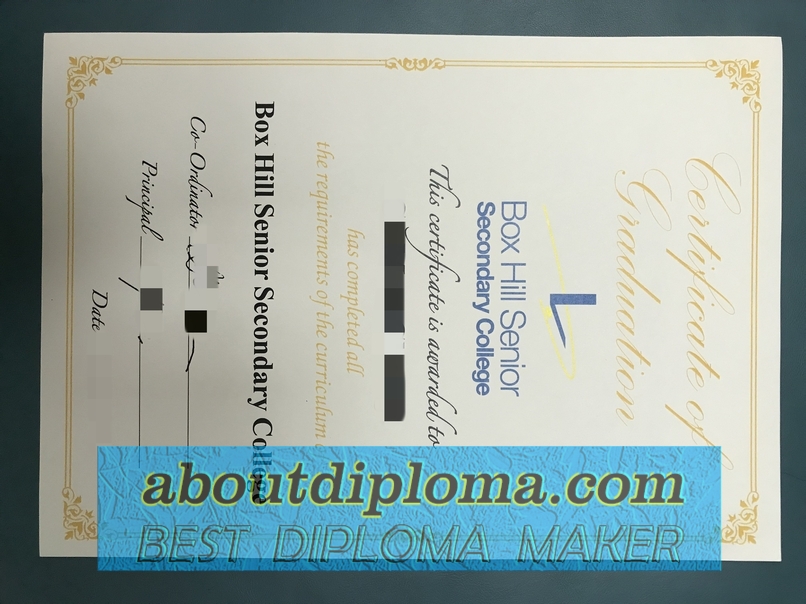 Certificate of
Graduation
Box Hill Senior
Secondary College
This certificate is awarded to
has completed all
the requirements of the curriculum
Box Hill Senior Secondary College
Co-Ordinator
Principal
Date
aboutdiploma.com
BEST DIPLOMA MAKER